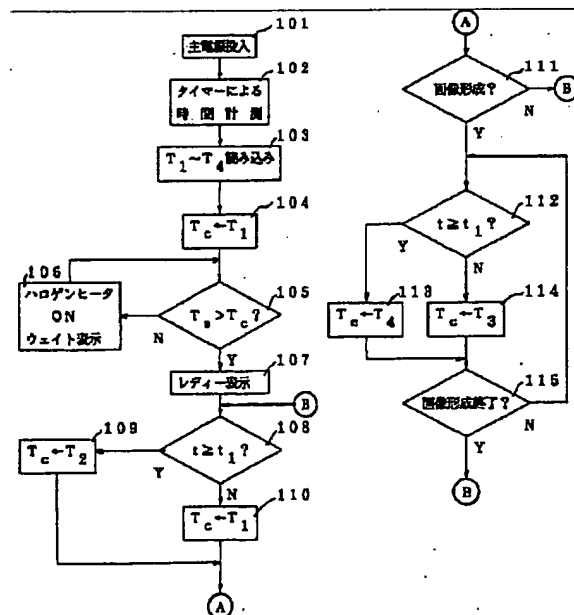 101
主電源投入
102
タイマーによる
時間計測
103
T1~T4読み込み
104
Tc←T1
106
ハロゲンヒータ
ON
ウェイト表示
105
Ts>Tc?
N
Y
107
レディー表示
B
108
t≧t1?
109
Tc←T2
Y
N
110
Tc←T1
A
A
111
画像形成?
N
B
Y
112
t≧t1?
Y
N
113
Tc←T4
114
Tc←T3
115
画像形成終了?
N
Y
B